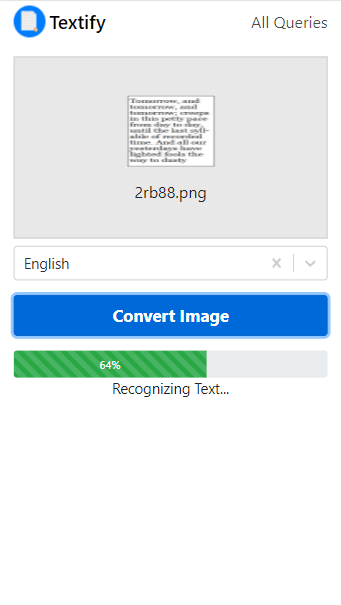 Textify
All Queries
Tomorrow, and
tomorrow, and
tomorrow; creeps
in this petty pace
from day to day,
until the last syll-
able of recorded
time. And all our
yesterdays have
lighted fools the
way to dusty
2rb88.png
English
Convert Image
64%
Recognizing Text...